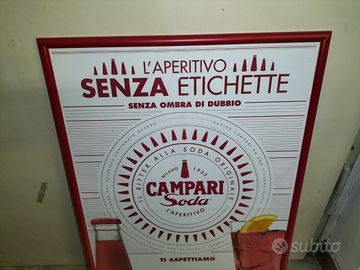 L'APERITIVO
SENZA ETICHETTE
SENZA OMBRA DI DUBBIO
IL BITTER ALLA SODA ORIGINALE
MILANO 1932
CAMPARI
Soda
L'APERITIVO
TI ASPETTIAMO
subito